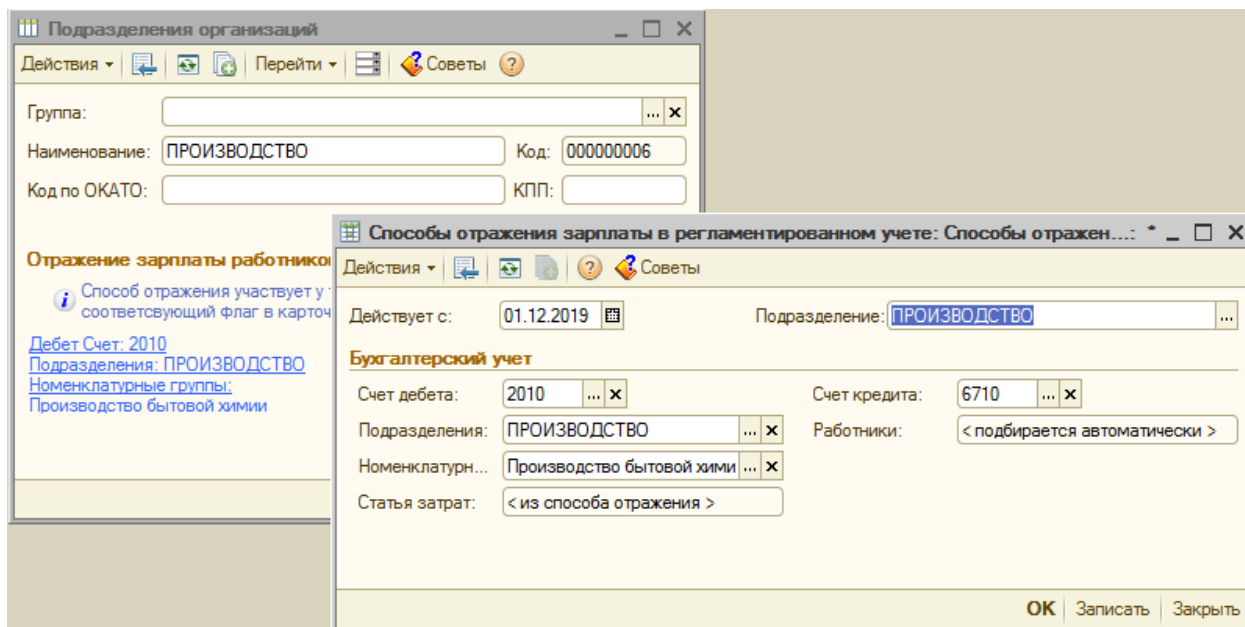 Подразделения организаций
Действия Перейти Советы
Группа:
Наименование: ПРОИЗВОДСТВО Код: 000000006
Код по ОКАТО: КПП:
Отражение зарплаты работнико
Способ отражения участвует у
соответсвующий флаг в карточ
Дебет Счет: 2010
Подразделения: ПРОИЗВОДСТВО
Номенклатурные группы:
Производство бытовой химии
Способы отражения зарплаты в регламентированном учете: Способы отражен...: *
Действия Советы
Действует с: 01.12.2019 Подразделение: ПРОИЗВОДСТВО ...
Бухгалтерский учет
Счет дебета: 2010 ... Счет кредита: 6710 ...
Подразделения: ПРОИЗВОДСТВО ... Работники: < подбирается автоматически >
Номенклатурн... Производство бытовой хими ...
Статья затрат: < из способа отражения >
OK Записать Закрыть